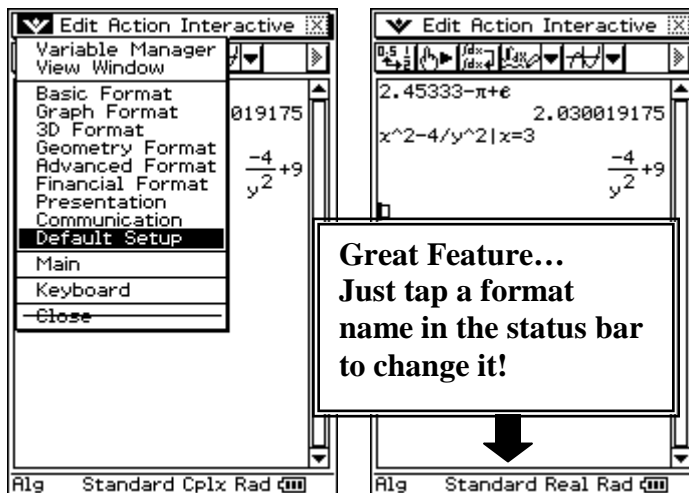 Edit Action Interactive
Variable Manager
View Window
Basic Format
Graph Format
3D Format
Geometry Format
Advanced Format
Financial Format
Presentation
Communication
Default Setup
Main
Keyboard
Close
019175
-4/y^2+9
Alg Standard Cplx Rad
Edit Action Interactive
2.45333-π+e
2.030019175
x^2-4/y^2|x=3
-4/y^2+9
Great Feature…
Just tap a format
name in the status bar
to change it!
Alg Standard Real Rad